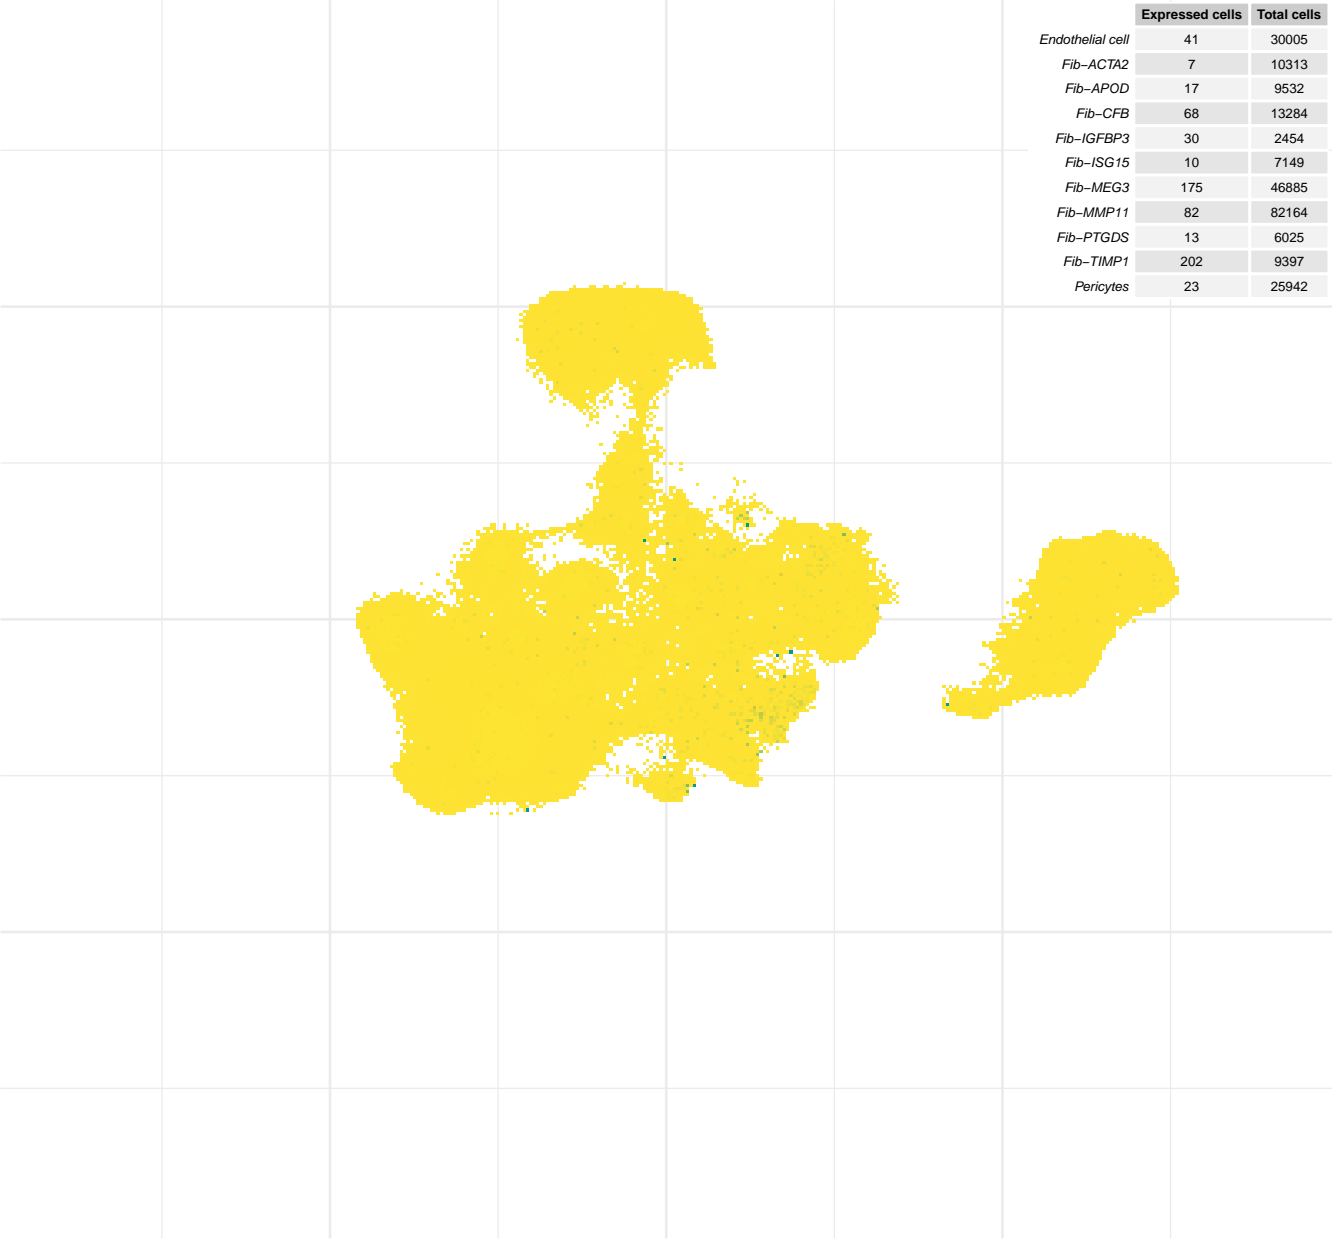 Expressed cells Total cells
Endothelial cell 41 30005
Fib−ACTA2 7 10313
Fib−APOD 17 9532
Fib−CFB 68 13284
Fib−IGFBP3 30 2454
Fib−ISG15 10 7149
Fib−MEG3 175 46885
Fib−MMP11 82 82164
Fib−PTGDS 13 6025
Fib−TIMP1 202 9397
Pericytes 23 25942